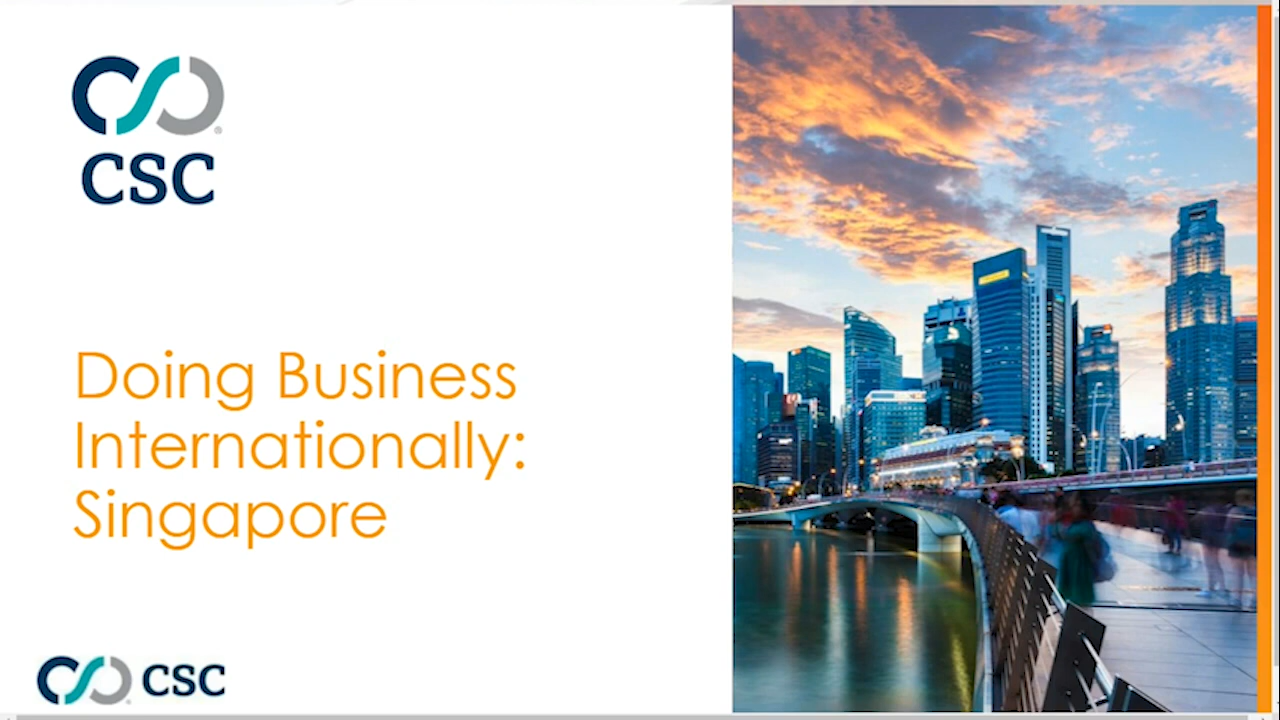 CSC
Doing Business
Internationally:
Singapore
CSC